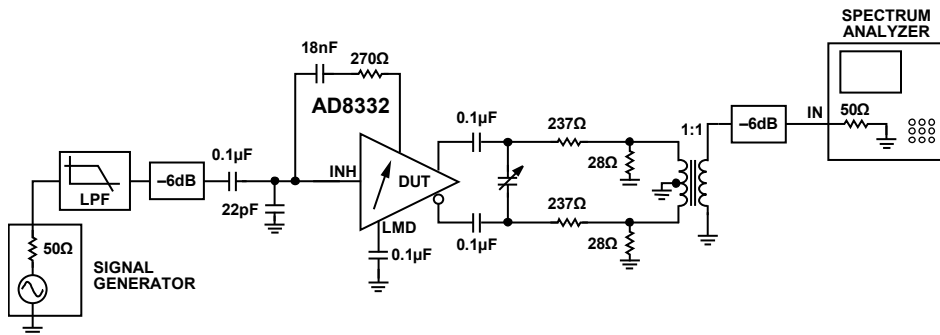 SPECTRUM
ANALYZER
18nF
270Ω
AD8332
0.1µF
237Ω
1:1
–6dB
IN
50Ω
28Ω
LPF
–6dB
0.1µF
INH
DUT
22pF
LMD
0.1µF
0.1µF
237Ω
28Ω
50Ω
SIGNAL
GENERATOR